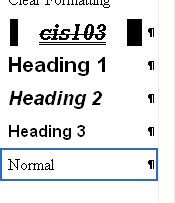 Clear Formatting
cis103 ¶
Heading 1 ¶
Heading 2 ¶
Heading 3 ¶
Normal ¶